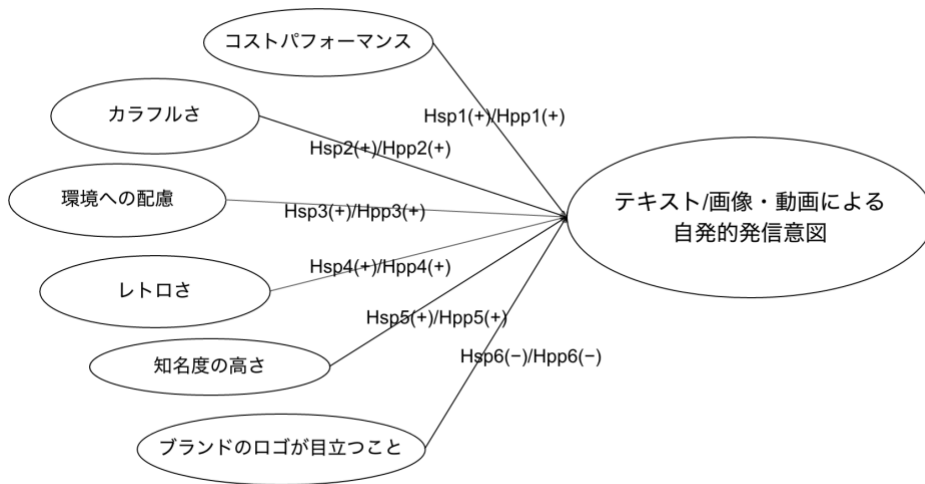 コストパフォーマンス
Hsp1(+)/Hpp1(+)
カラフルさ
Hsp2(+)/Hpp2(+)
環境への配慮
Hsp3(+)/Hpp3(+)
テキスト/画像・動画による
自発的発信意図
レトロさ
Hsp4(+)/Hpp4(+)
知名度の高さ
Hsp5(+)/Hpp5(+)
ブランドのロゴが目立つこと
Hsp6(−)/Hpp6(−)